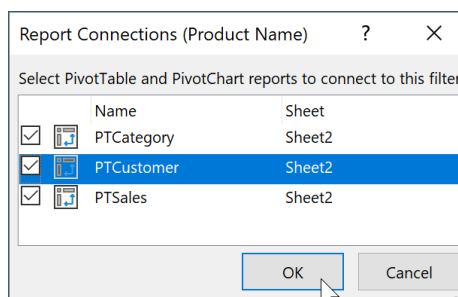 Report Connections (Product Name) ? ×
Select PivotTable and PivotChart reports to connect to this filter
Name Sheet
PTCategory Sheet2
PTCustomer Sheet2
PTSales Sheet2
OK Cancel